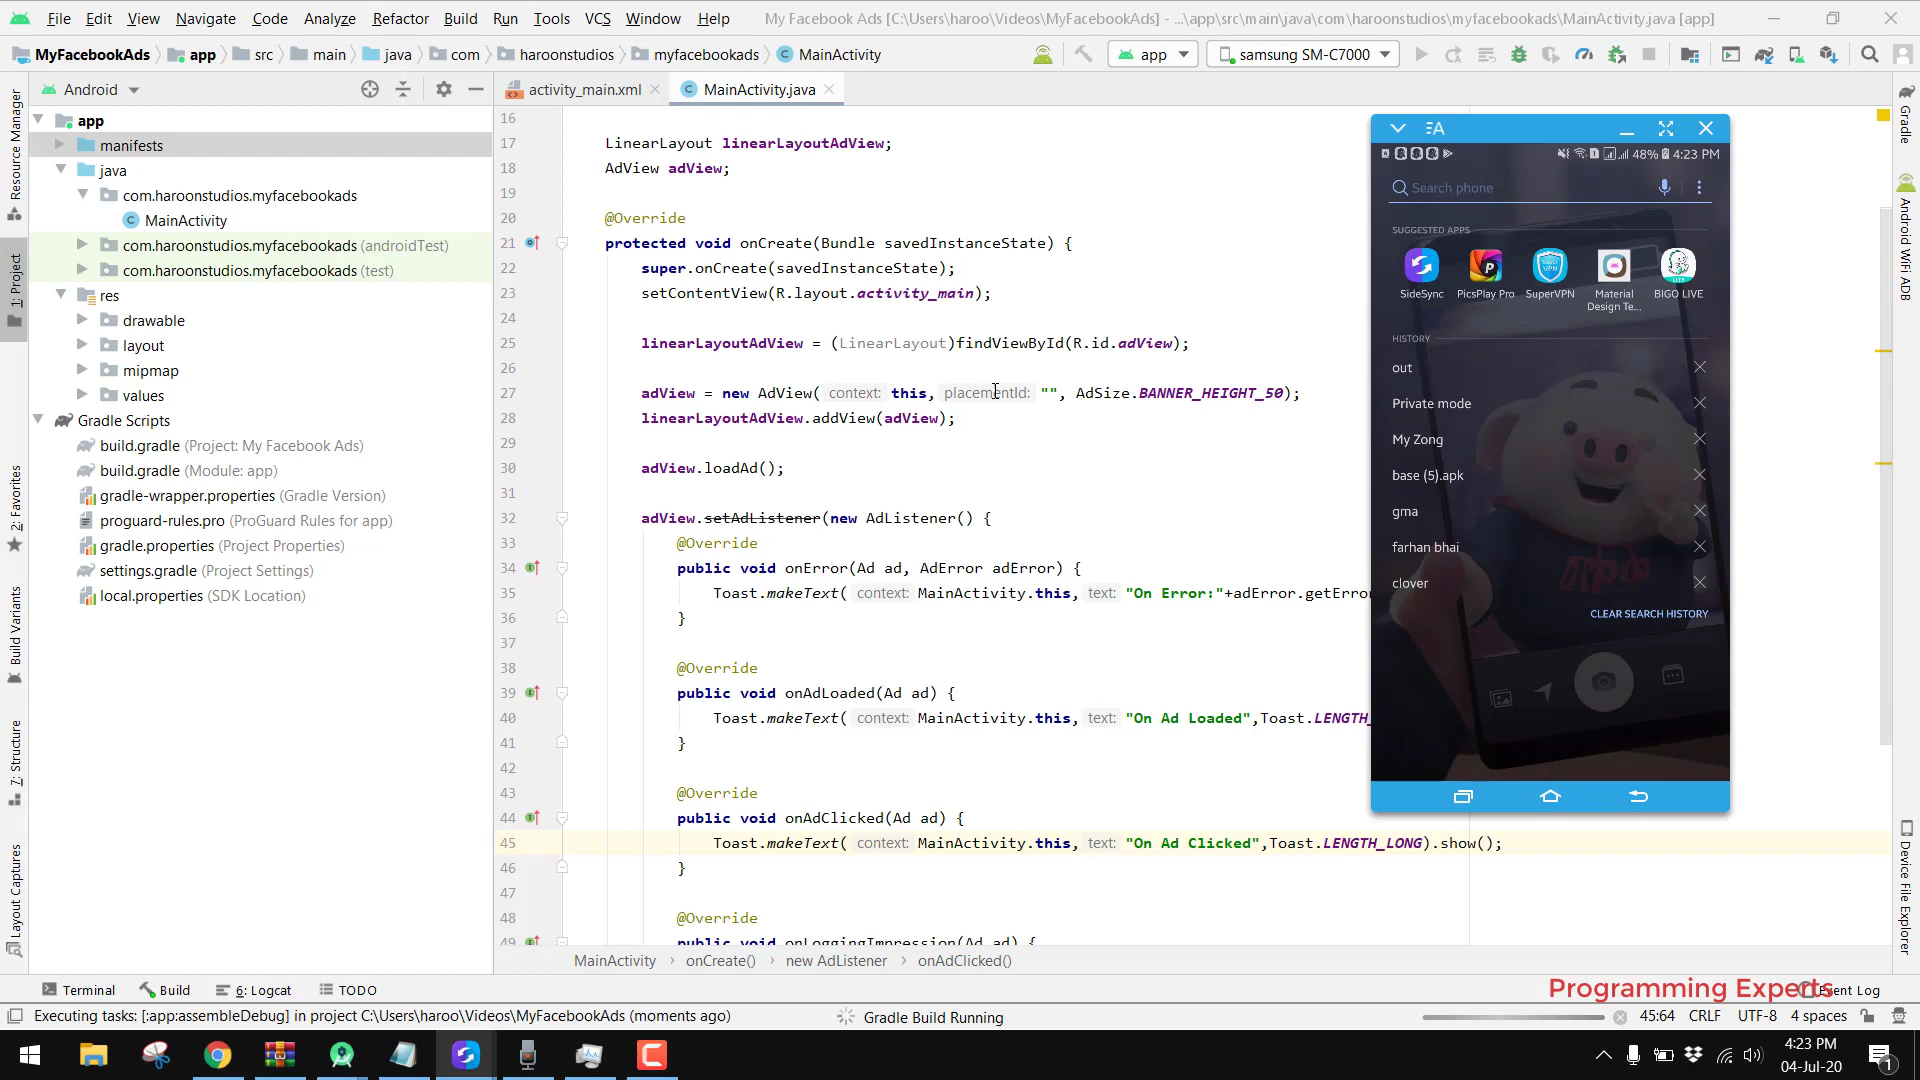 File Edit View Navigate Code Analyze Refactor Build Run Tools VCS Window Help My Facebook Ads [C:\Users\haroo\Videos\MyFacebookAds] - ...\app\src\main\java\com\haroonstudios\myfacebookads\MainActivity.java [app]
MyFacebookAds app src main java com haroonstudios myfacebookads MainActivity app samsung SM-C7000
Android
activity_main.xml
MainActivity.java
Resource Manager
1: Project
2: Favorites
Build Variants
7: Structure
Layout Captures
app
manifests
java
com.haroonstudios.myfacebookads
MainActivity
com.haroonstudios.myfacebookads (androidTest)
com.haroonstudios.myfacebookads (test)
res
drawable
layout
mipmap
values
Gradle Scripts
build.gradle (Project: My Facebook Ads)
build.gradle (Module: app)
gradle-wrapper.properties (Gradle Version)
proguard-rules.pro (ProGuard Rules for app)
gradle.properties (Project Properties)
settings.gradle (Project Settings)
local.properties (SDK Location)
16
17 LinearLayout linearLayoutAdView;
18 AdView adView;
19
20 @Override
21 protected void onCreate(Bundle savedInstanceState) {
22 super.onCreate(savedInstanceState);
23 setContentView(R.layout.activity_main);
24
25 linearLayoutAdView = (LinearLayout)findViewById(R.id.adView);
27 adView = new AdView( context: this, placementId: "", AdSize.BANNER_HEIGHT_50);
28 linearLayoutAdView.addView(adView);
29
30 adView.loadAd();
31
32 adView.setAdListener(new AdListener() {
33 @Override
34 public void onError(Ad ad, AdError adError) {
35 Toast.makeText( context: MainActivity.this, text: "On Error:"+adError.getErro
36 }
37
38 @Override
39 public void onAdLoaded(Ad ad) {
40 Toast.makeText( context: MainActivity.this, text: "On Ad Loaded",Toast.LENGTH_
41 }
42
43 @Override
44 public void onAdClicked(Ad ad) {
45 Toast.makeText( context: MainActivity.this, text: "On Ad Clicked",Toast.LENGTH_LONG).show();
46 }
47
48 @Override
49 public void onLoggingImpression(Ad ad) {
MainActivity › onCreate() › new AdListener › onAdClicked()
48% 4:23 PM
Search phone
SUGGESTED APPS
SideSync PicsPlay Pro SuperVPN Material Design Te... BIGO LIVE
HISTORY
out
Private mode
My Zong
base (5).apk
gma
farhan bhai
clover
CLEAR SEARCH HISTORY
Gradle
Android WiFi ADB
Device File Explorer
Terminal Build 6: Logcat TODO
Programming Experts
Event Log
Executing tasks: [:app:assembleDebug] in project C:\Users\haroo\Videos\MyFacebookAds (moments ago) Gradle Build Running 45:64 CRLF UTF-8 4 spaces
4:23 PM
04-Jul-20
1